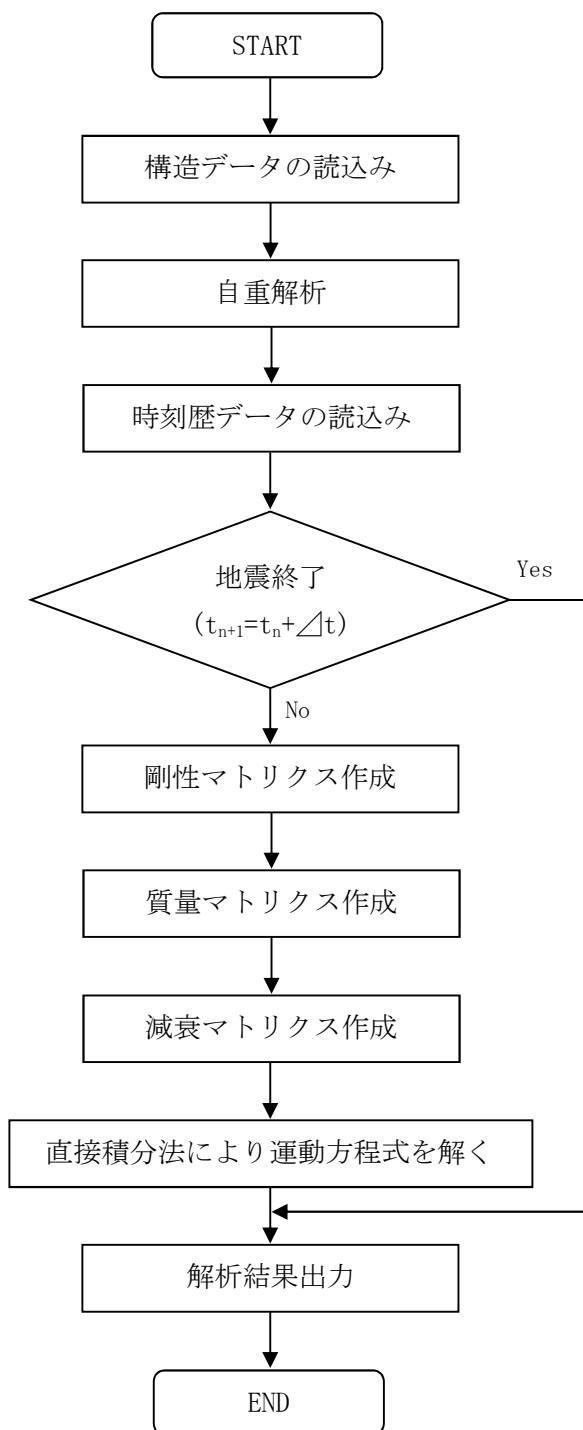 START
構造データの読込み
自重解析
時刻歴データの読込み
地震終了
(tn+1=tn+⊿t)
Yes
No
剛性マトリクス作成
質量マトリクス作成
減衰マトリクス作成
直接積分法により運動方程式を解く
解析結果出力
END